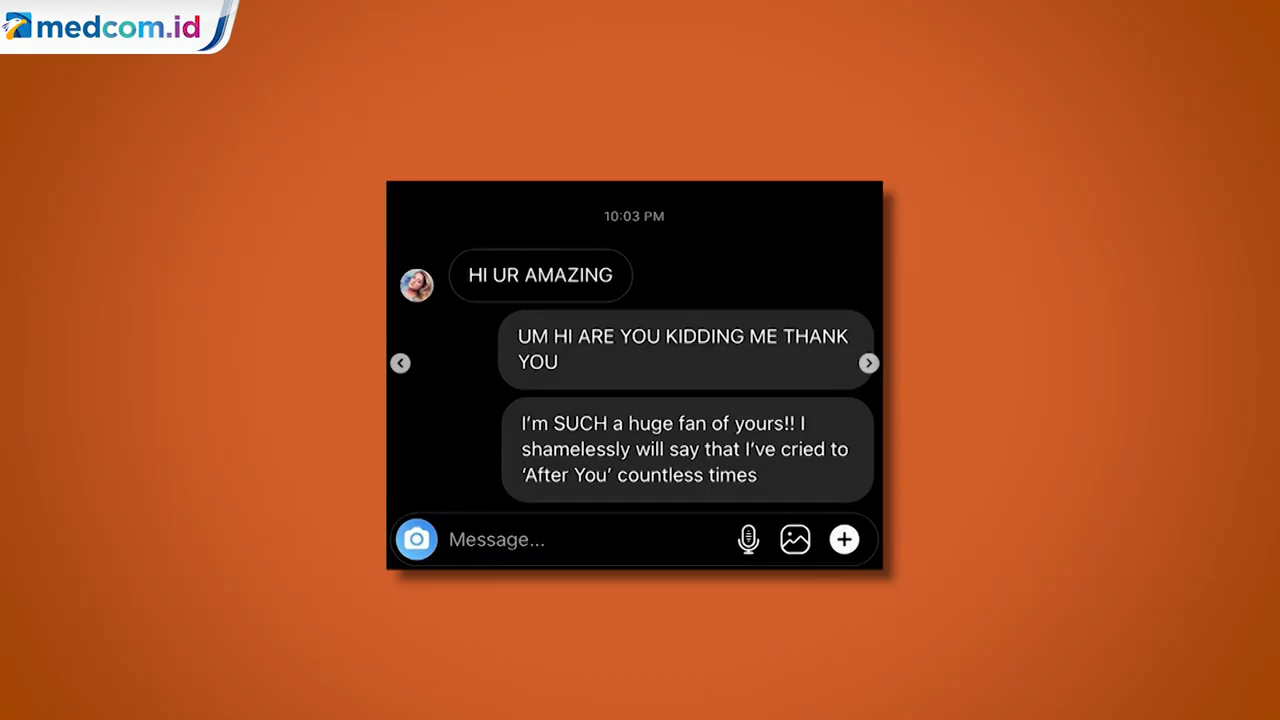 medcom.id
10:03 PM
HI UR AMAZING
UM HI ARE YOU KIDDING ME THANK
YOU
I’m SUCH a huge fan of yours!! I
shamelessly will say that I’ve cried to
‘After You’ countless times
Message...